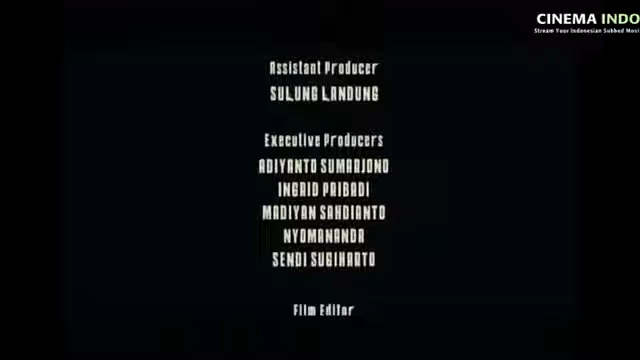 CINEMA INDO
Stream Your Indonesian Subbed Movi
Assistant Producer
SULUNG LANDUNG
Executive Producers
ADIYANTO SUMARJONO
INGRID PRIBADI
MADIYAN SAHDIANTO
NYOMANANDA
SENDI SUGIHARTO
Film Editor